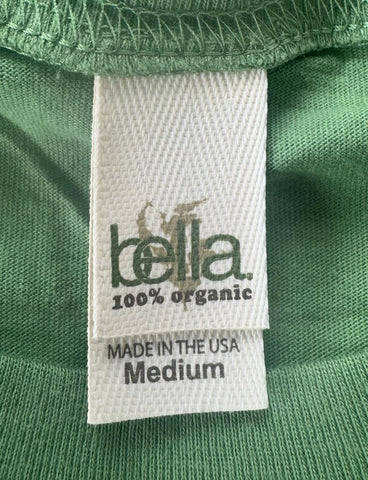 bella.
100% organic
MADE IN THE USA
Medium